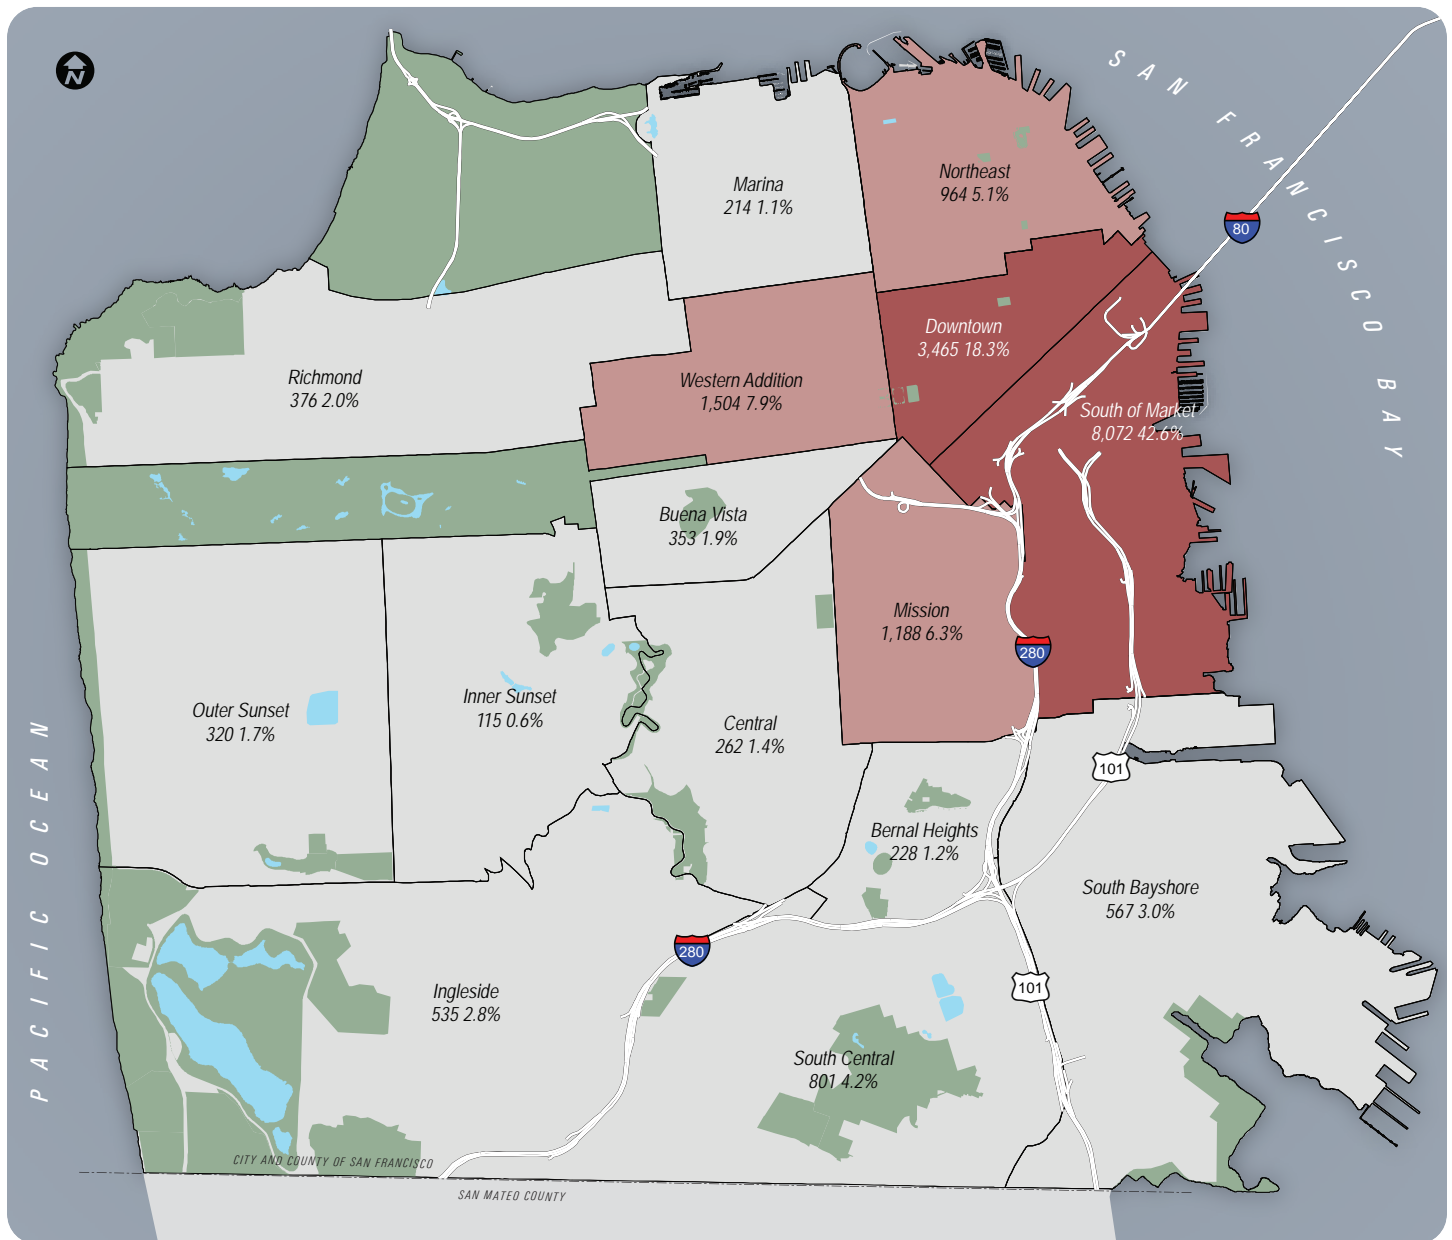 N
SAN FRANCISCO BAY
80
Marina
214 1.1%
Northeast
964 5.1%
Downtown
3,465 18.3%
Richmond
376 2.0%
Western Addition
1,504 7.9%
South of Market
8,072 42.6%
Buena Vista
353 1.9%
Mission
1,188 6.3%
280
Outer Sunset
320 1.7%
Inner Sunset
115 0.6%
Central
262 1.4%
PACIFIC OCEAN
101
Bernal Heights
228 1.2%
South Bayshore
567 3.0%
280
Ingleside
535 2.8%
101
South Central
801 4.2%
CITY AND COUNTY OF SAN FRANCISCO
SAN MATEO COUNTY